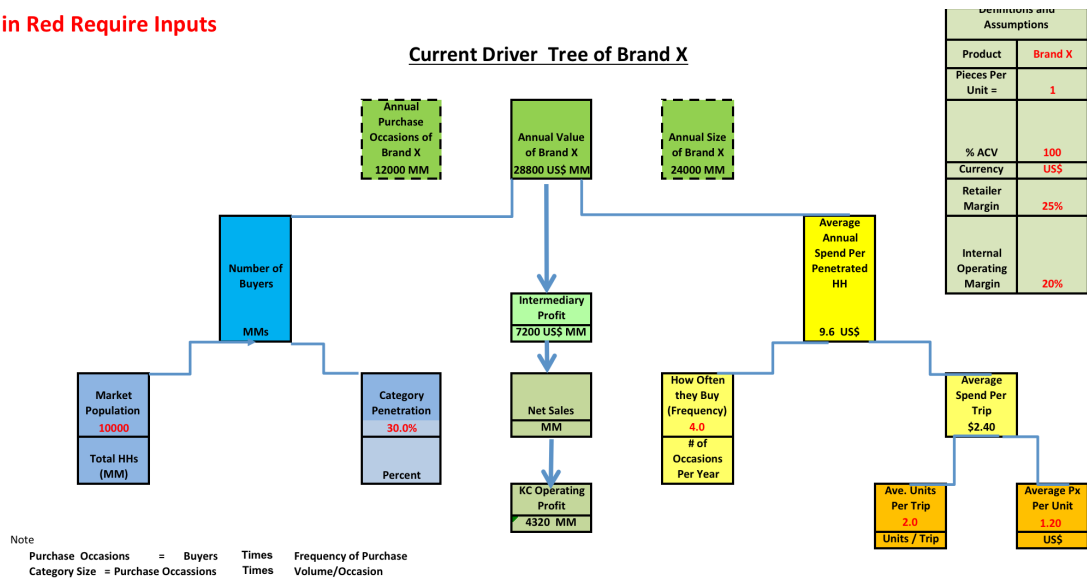 in Red Require Inputs
Definitions and
Assumptions
Current Driver Tree of Brand X
Product Brand X
Pieces Per
Unit = 1
% ACV 100
Currency US$
Retailer
Margin 25%
Internal
Operating
Margin 20%
Annual
Purchase
Occasions of
Brand X
12000 MM
Annual Value
of Brand X
28800 US$ MM
Annual Size
of Brand X
24000 MM
Number of
Buyers
MMs
Intermediary
Profit
7200 US$ MM
Average
Annual
Spend Per
Penetrated
HH
9.6 US$
Market
Population
10000
Total HHs
(MM)
Category
Penetration
30.0%
Percent
Net Sales
MM
How Often
they Buy
(Frequency)
4.0
# of
Occasions
Per Year
Average
Spend Per
Trip
$2.40
KC Operating
Profit
4320 MM
Ave. Units
Per Trip
2.0
Units / Trip
Average Px
Per Unit
1.20
US$
Note
Purchase Occasions = Buyers Times Frequency of Purchase
Category Size = Purchase Occassions Times Volume/Occasion